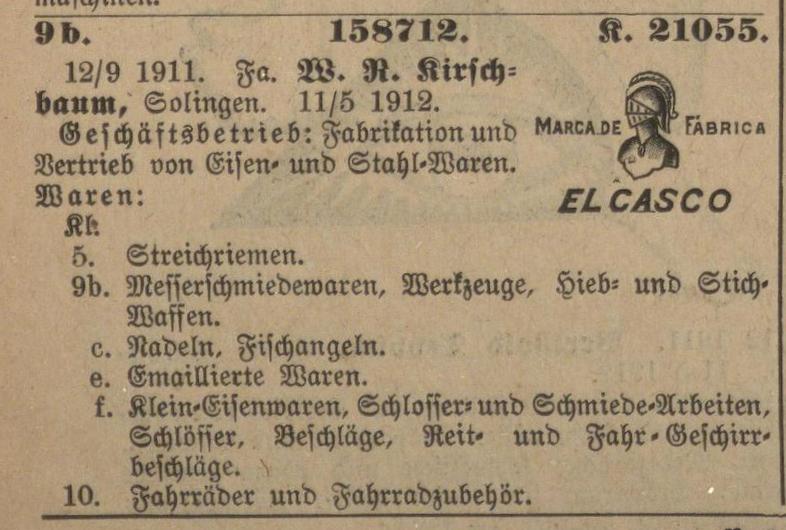 maschinen.
9b. 158712. K. 21055.
12/9 1911. Fa. W. R. Kirsch-
baum, Solingen. 11/5 1912.
Geschäftsbetrieb: Fabrikation und
Vertrieb von Eisen- und Stahl-Waren.
MARCA DE FÁBRICA
EL CASCO
Waren:
Kl.
5. Streichriemen.
9b. Messerschmiedewaren, Werkzeuge, Hieb- und Stich-
Waffen.
c. Nadeln, Fischangeln.
e. Emaillierte Waren.
f. Klein-Eisenwaren, Schlosser- und Schmiede-Arbeiten,
Schlösser, Beschläge, Reit- und Fahr-Geschirr-
beschläge.
10. Fahrräder und Fahrradzubehör.